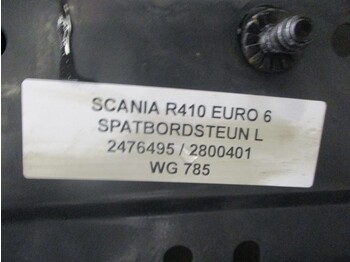 SCANIA R410 EURO 6
SPATBORDSTEUN L
2476495 / 2800401
WG 785